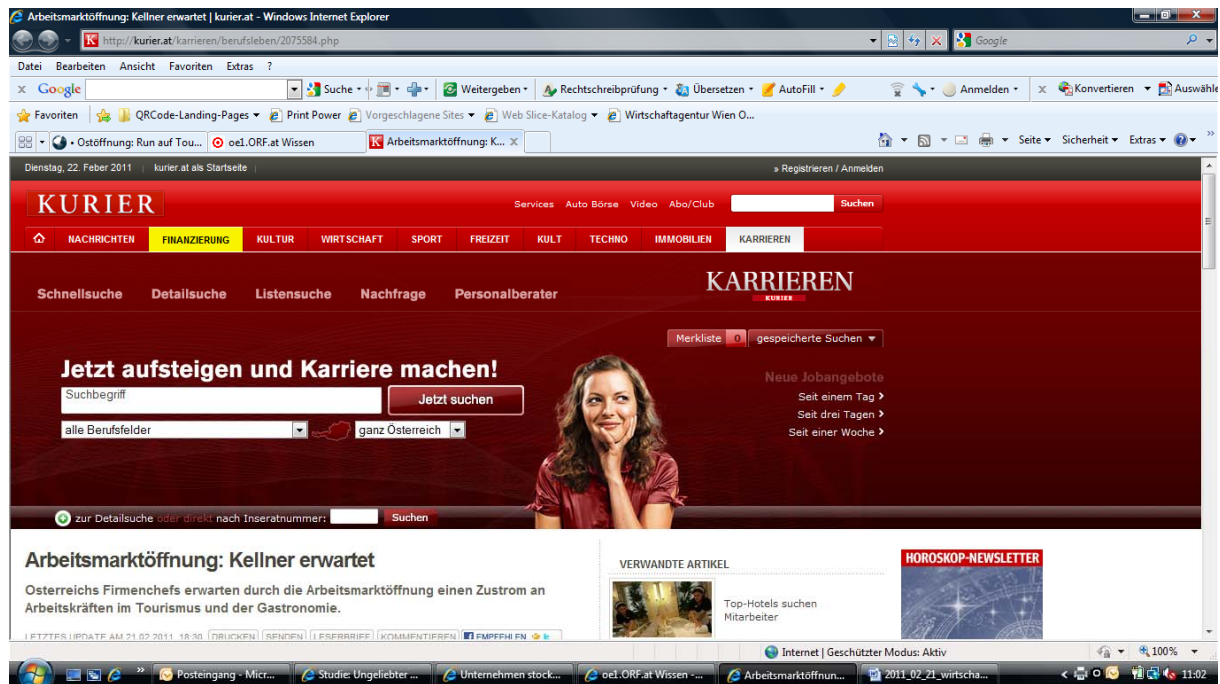 Arbeitsmarktöffnung: Kellner erwartet | kurier.at - Windows Internet Explorer
http://kurier.at/karrieren/berufsleben/2075584.php
Google
Datei Bearbeiten Ansicht Favoriten Extras ?
x Google Suche Weitergeben Rechtschreibprüfung Übersetzen AutoFill Anmelden x Konvertieren Auswähle
Favoriten QRCode-Landing-Pages Print Power Vorgeschlagene Sites Web Slice-Katalog Wirtschaftagentur Wien O...
• Ostöffnung: Run auf Tou... oe1.ORF.at Wissen Arbeitsmarktöffnung: K... X Seite Sicherheit Extras
Dienstag, 22. Feber 2011 | kurier.at als Startseite | » Registrieren / Anmelden
KURIER
Services Auto Börse Video Abo/Club Suchen
NACHRICHTEN FINANZIERUNG KULTUR WIRTSCHAFT SPORT FREIZEIT KULT TECHNO IMMOBILIEN KARRIEREN
KARRIEREN
KURIER
Schnellsuche Detailsuche Listensuche Nachfrage Personalberater
Merkliste 0 gespeicherte Suchen
Jetzt aufsteigen und Karriere machen!
Suchbegriff
Jetzt suchen
alle Berufsfelder ganz Österreich
Neue Jobangebote
Seit einem Tag
Seit drei Tagen
Seit einer Woche
zur Detailsuche oder direkt nach Inseratnummer: Suchen
Arbeitsmarktöffnung: Kellner erwartet
Österreichs Firmenchefs erwarten durch die Arbeitsmarktöffnung einen Zustrom an
Arbeitskräften im Tourismus und der Gastronomie.
LETZTES UPDATE AM 21.02.2011, 18:30 DRUCKEN SENDEN LESERBRIEF KOMMENTIEREN EMPFEHLEN
VERWANDTE ARTIKEL
Top-Hotels suchen
Mitarbeiter
HOROSKOP-NEWSLETTER
Internet | Geschützter Modus: Aktiv 100%
Posteingang - Micr... Studie: Ungeliebter ... Unternehmen stock... oe1.ORF.at Wissen -... Arbeitsmarktöffnun... 2011_02_21_wirtscha... 11:02